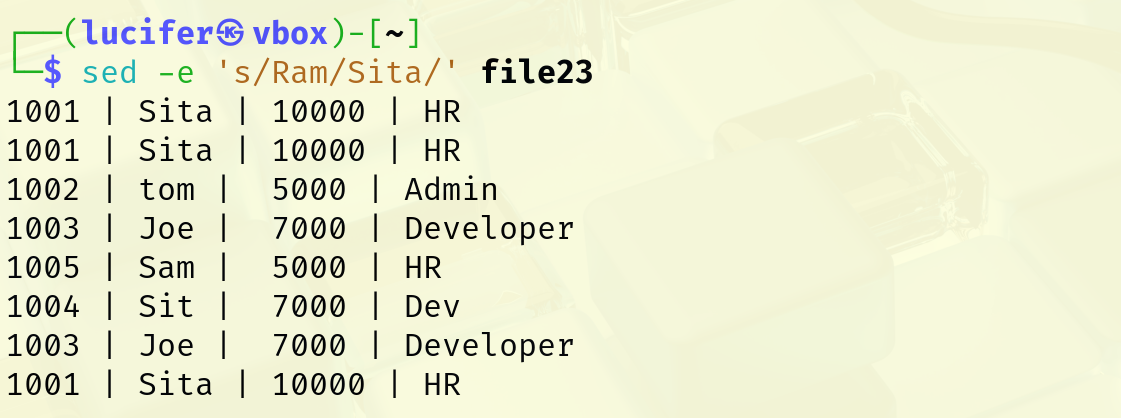 ┌──(lucifer㉿vbox)-[~]
└─$ sed -e 's/Ram/Sita/' file23
1001 | Sita | 10000 | HR
1001 | Sita | 10000 | HR
1002 | tom |  5000 | Admin
1003 | Joe |  7000 | Developer
1005 | Sam |  5000 | HR
1004 | Sit |  7000 | Dev
1003 | Joe |  7000 | Developer
1001 | Sita | 10000 | HR